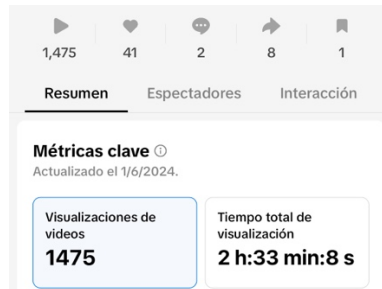 1,475 41 2 8 1
Resumen Espectadores Interacción
Métricas clave
Actualizado el 1/6/2024.
Visualizaciones de
videos
1475
Tiempo total de
visualización
2 h:33 min:8 s